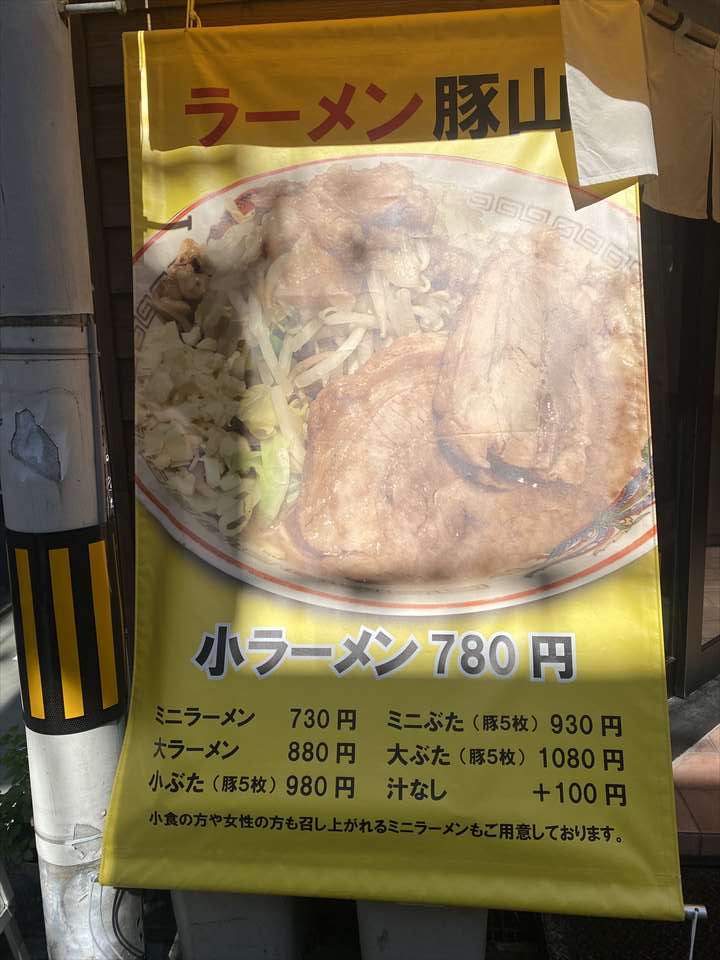 ラーメン豚山
小ラーメン780円
ミニラーメン 730円 ミニぶた（豚5枚）930円
大ラーメン 880円 大ぶた（豚5枚）1080円
小ぶた（豚5枚）980円 汁なし +100円
小食の方や女性の方も召し上がれるミニラーメンもご用意しております。